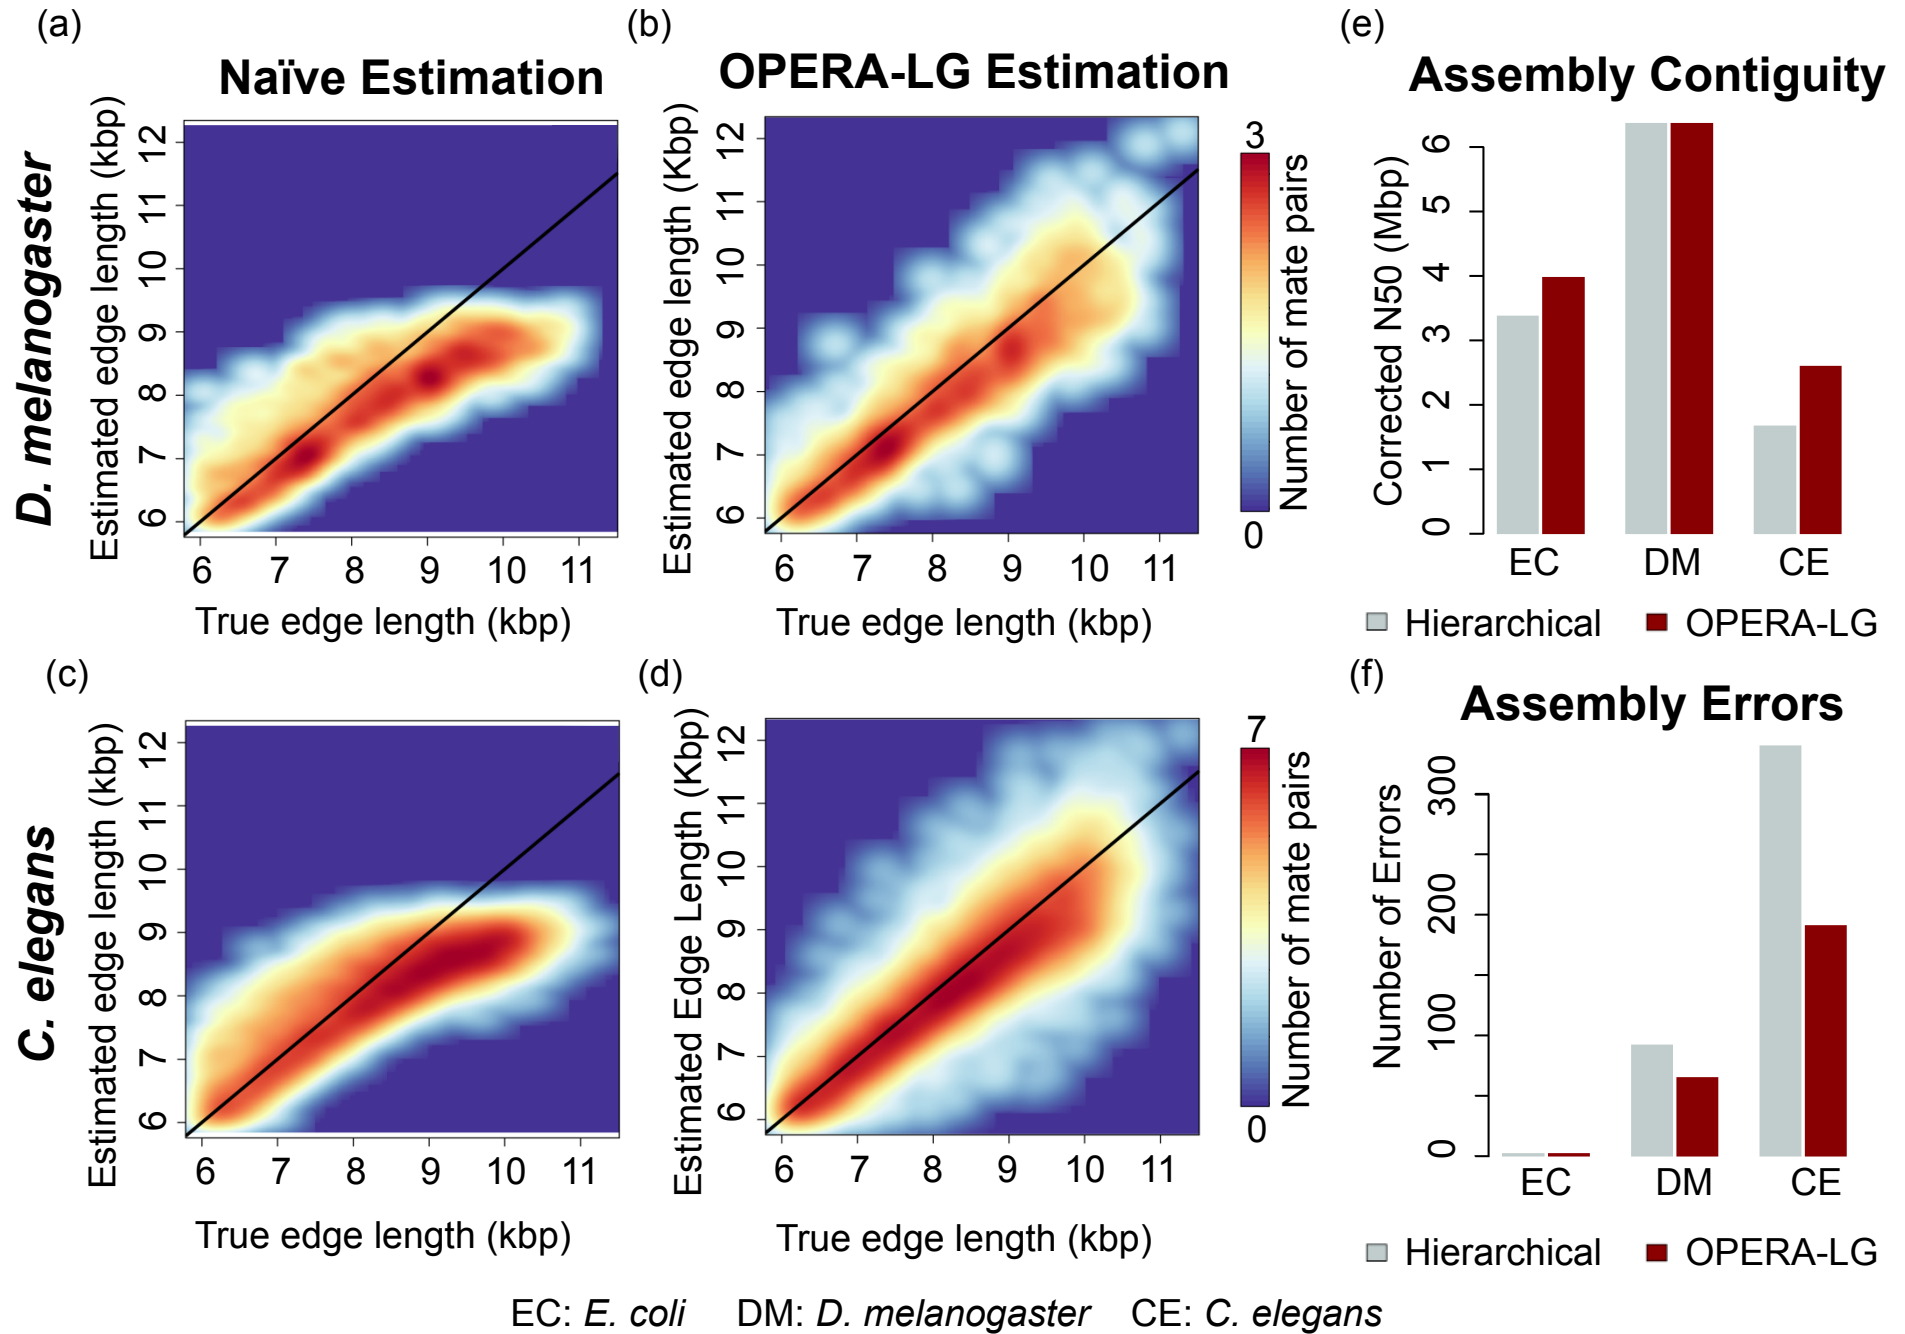 (a)
Naïve Estimation
D. melanogaster
Estimated edge length (kbp)
12
11
10
9
8
7
6
6 7 8 9 10 11
True edge length (kbp)
(b)
OPERA-LG Estimation
Estimated edge length (Kbp)
12
11
10
9
8
7
6
6 7 8 9 10 11
True edge length (kbp)
3
Number of mate pairs
0
(e)
Assembly Contiguity
Corrected N50 (Mbp)
6
5
4
3
2
1
0
EC DM CE
Hierarchical OPERA-LG
(c)
C. elegans
Estimated edge length (kbp)
12
11
10
9
8
7
6
6 7 8 9 10 11
True edge length (kbp)
(d)
Estimated Edge Length (Kbp)
12
11
10
9
8
7
6
6 7 8 9 10 11
True edge length (kbp)
7
Number of mate pairs
0
(f)
Assembly Errors
Number of Errors
300
200
100
0
EC DM CE
Hierarchical OPERA-LG
EC: E. coli DM: D. melanogaster CE: C. elegans